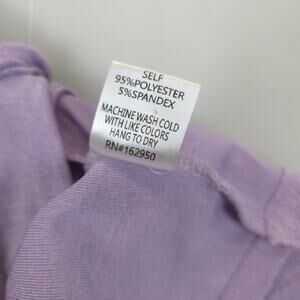 SELF
95%POLYESTER
5%SPANDEX
MACHINE WASH COLD
WITH LIKE COLORS
HANG TO DRY
RN#162950